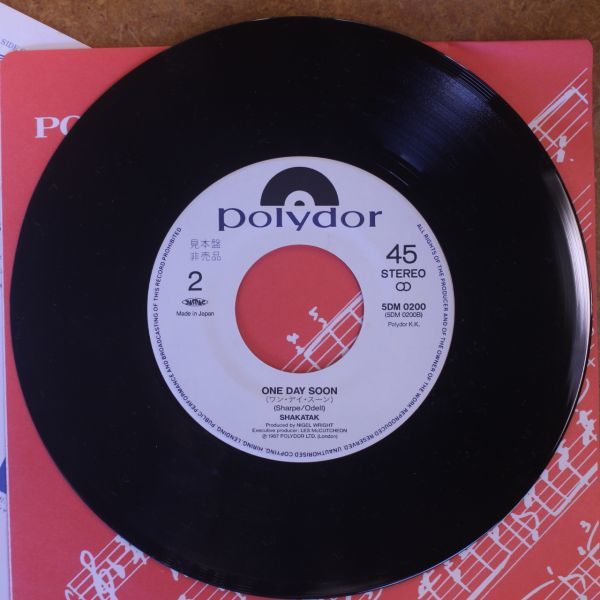 SIDE
PO
polydor
見本盤
非売品
2
JASRAC
Made in Japan
45
STEREO
5DM 0200
(5DM 0200B)
Polydor K.K.
ONE DAY SOON
(ワン・デイ・スーン)
(Sharpe/Odell)
SHAKATAK
Produced by NIGEL WRIGHT
Executive producer: LES McCUTCHEON
℗ 1987 POLYDOR LTD. (London)
ALL RIGHTS OF THE PRODUCER AND OF THE OWNER OF THE WORK REPRODUCED RESERVED. UNAUTHORISED COPYING, HIRING, LENDING, PUBLIC PERFORMANCE AND BROADCASTING OF THIS RECORD PROHIBITED